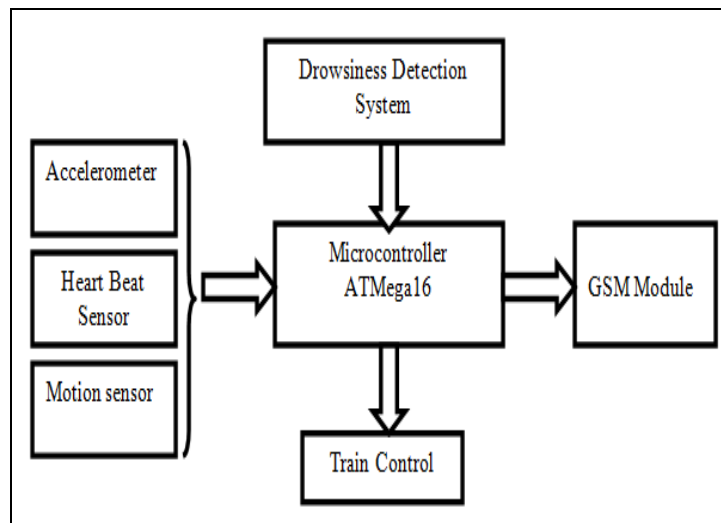 Drowsiness Detection
System
Accelerometer
Heart Beat
Sensor
Motion sensor
Microcontroller
ATMega16
GSM Module
Train Control